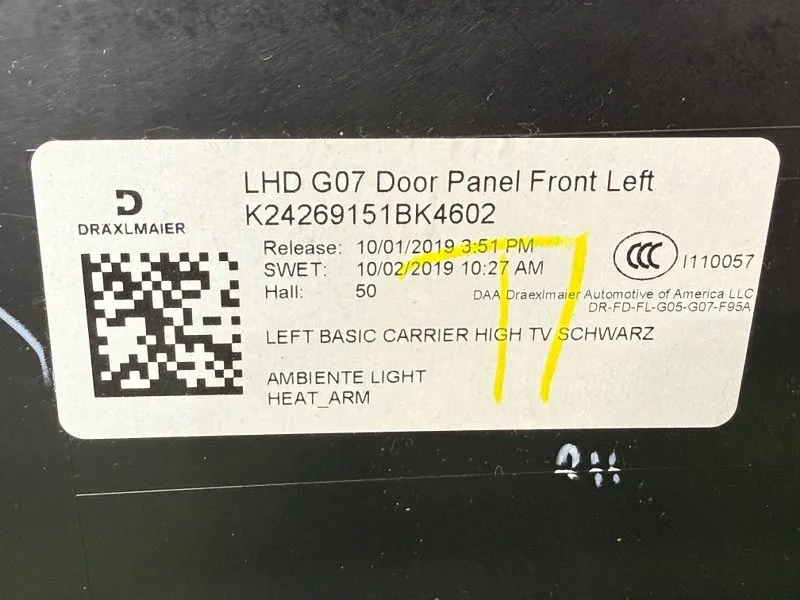 LHD G07 Door Panel Front Left
K24269151BK4602
DRÄXLMAIER
Release: 10/01/2019 3:51 PM
SWET: 10/02/2019 10:27 AM
Hall: 50
CCC I110057
DAA Draexlmaier Automotive of America LLC
DR-FD-FL-G05-G07-F95A
LEFT BASIC CARRIER HIGH TV SCHWARZ
AMBIENTE LIGHT
HEAT_ARM